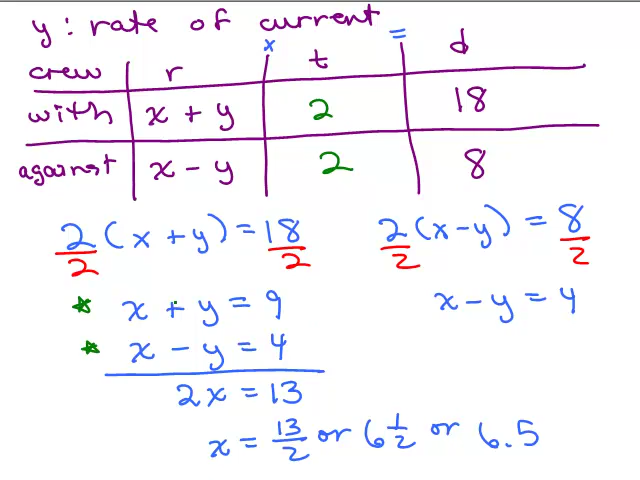 y: rate of current
crew r x t = d
with x + y 2 18
against x - y 2 8
2(x + y) = 18 2(x - y) = 8
2 2 2 2
* x + y = 9 x - y = 4
* x - y = 4
2x = 13
x = 13/2 or 6 1/2 or 6.5